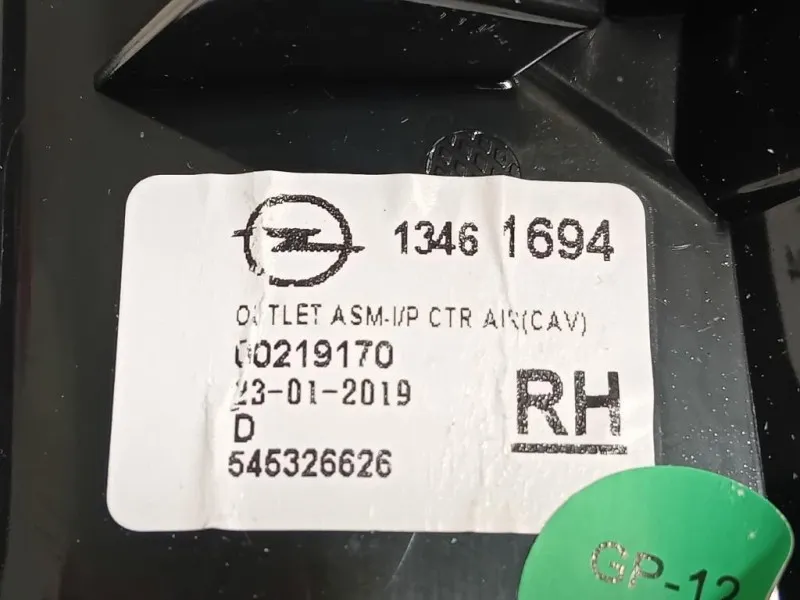 1346 1694
OUTLET ASM-I/P CTR AIR(CAV)
00219170
23-01-2019
RH
D
545326626
GP-12